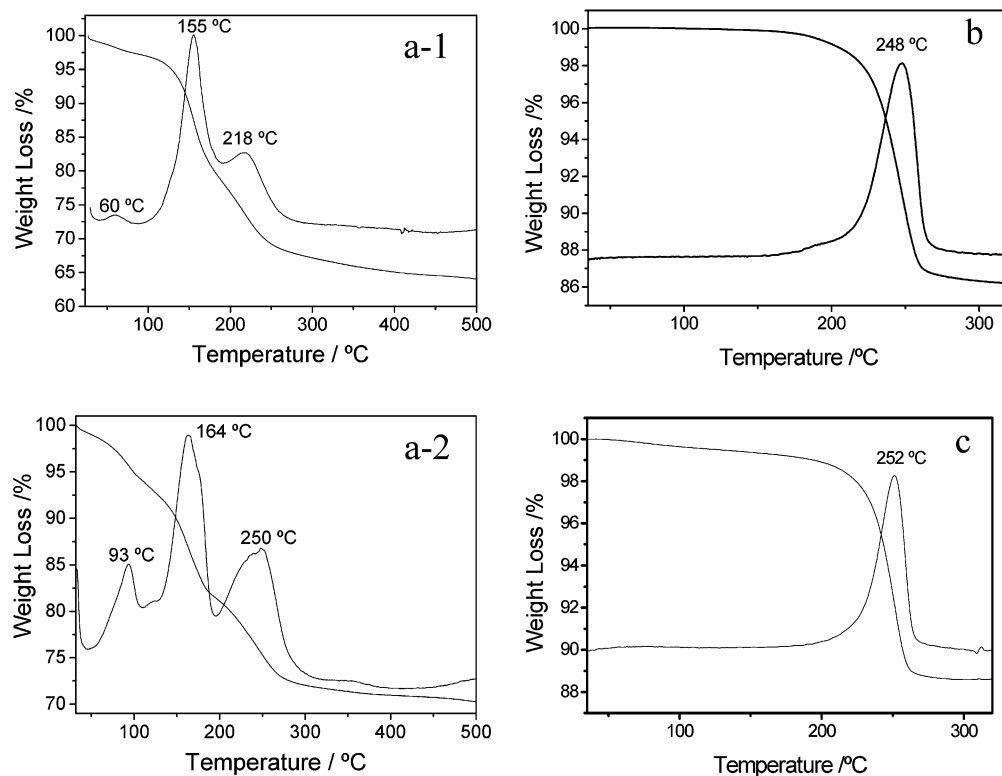 155 ºC
a-1
218 ºC
60 ºC
Weight Loss /%
100
95
90
85
80
75
70
65
60
100 200 300 400 500
Temperature / ºC
b
248 ºC
Weight Loss /%
100
98
96
94
92
90
88
86
100 200 300
Temperature /ºC
a-2
164 ºC
250 ºC
93 ºC
Weight Loss /%
100
95
90
85
80
75
70
100 200 300 400 500
Temperature / ºC
c
252 ºC
Weight Loss /%
100
98
96
94
92
90
88
100 200 300
Temperature /ºC